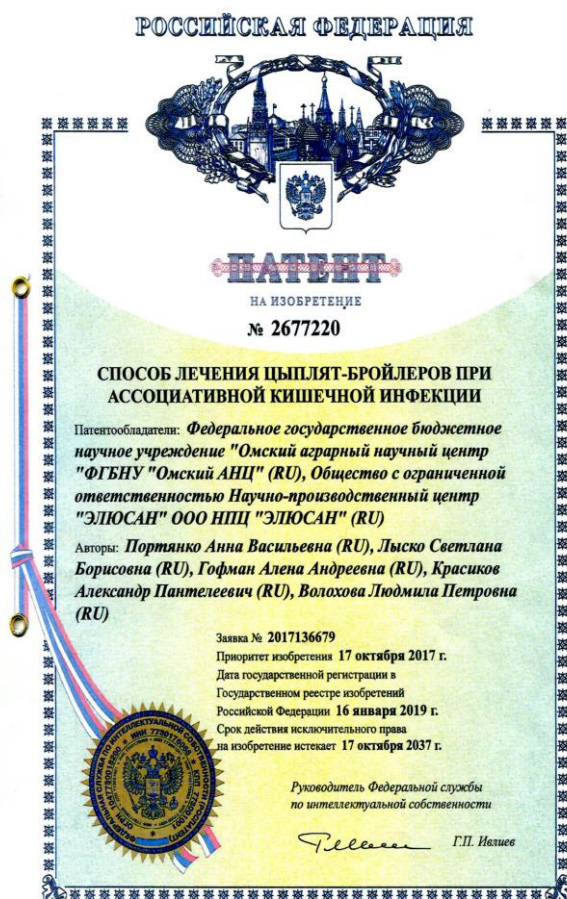 РОССИЙСКАЯ ФЕДЕРАЦИЯ
ПАТЕНТ
НА ИЗОБРЕТЕНИЕ
№ 2677220
СПОСОБ ЛЕЧЕНИЯ ЦЫПЛЯТ-БРОЙЛЕРОВ ПРИ
АССОЦИАТИВНОЙ КИШЕЧНОЙ ИНФЕКЦИИ
Патентообладатели: Федеральное государственное бюджетное
научное учреждение "Омский аграрный научный центр
"ФГБНУ "Омский АНЦ" (RU), Общество с ограниченной
ответственностью Научно-производственный центр
"ЭЛЮСАН" ООО НПЦ "ЭЛЮСАН" (RU)
Авторы: Портянко Анна Васильевна (RU), Лыско Светлана
Борисовна (RU), Гофман Алена Андреевна (RU), Красиков
Александр Пантелеевич (RU), Волохова Людмила Петровна
(RU)
Заявка № 2017136679
Приоритет изобретения 17 октября 2017 г.
Дата государственной регистрации в
Государственном реестре изобретений
Российской Федерации 16 января 2019 г.
Срок действия исключительного права
на изобретение истекает 17 октября 2037 г.
Руководитель Федеральной службы
по интеллектуальной собственности
Г.П. Ивлиев
ФЕДЕРАЛЬНАЯ СЛУЖБА ПО ИНТЕЛЛЕКТУАЛЬНОЙ СОБСТВЕННОСТИ